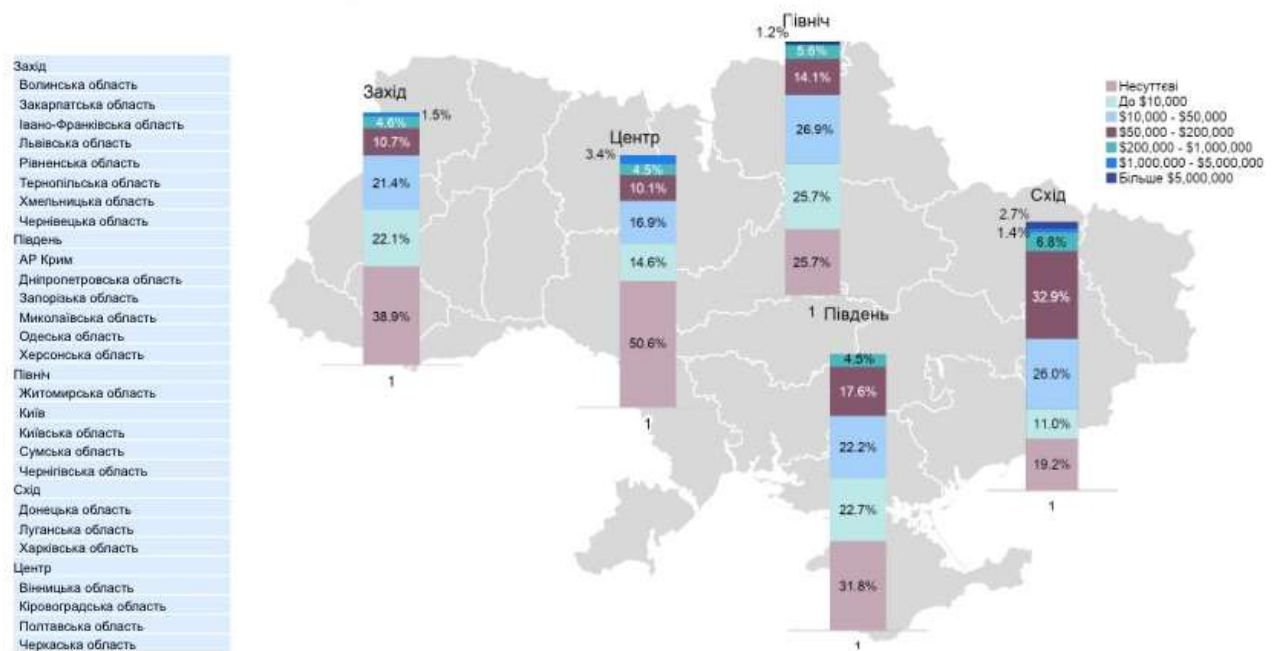 Захід
Волинська область
Закарпатська область
Івано-Франківська область
Львівська область
Рівненська область
Тернопільська область
Хмельницька область
Чернівецька область
Південь
АР Крим
Дніпропетровська область
Запорізька область
Миколаївська область
Одеська область
Херсонська область
Північ
Житомирська область
Київ
Київська область
Сумська область
Чернігівська область
Схід
Донецька область
Луганська область
Харківська область
Центр
Вінницька область
Кіровоградська область
Полтавська область
Черкаська область
Захід
1.5%
4.6%
10.7%
21.4%
22.1%
38.9%
1
Центр
3.4%
4.5%
10.1%
16.9%
14.6%
50.6%
1
Північ
1.2%
5.6%
14.1%
26.9%
25.7%
25.7%
1
Південь
4.5%
17.6%
22.2%
22.7%
31.8%
1
Схід
2.7%
1.4%
6.8%
32.9%
26.0%
11.0%
19.2%
1
Несуттєві
До $10,000
$10,000 - $50,000
$50,000 - $200,000
$200,000 - $1,000,000
$1,000,000 - $5,000,000
Більше $5,000,000